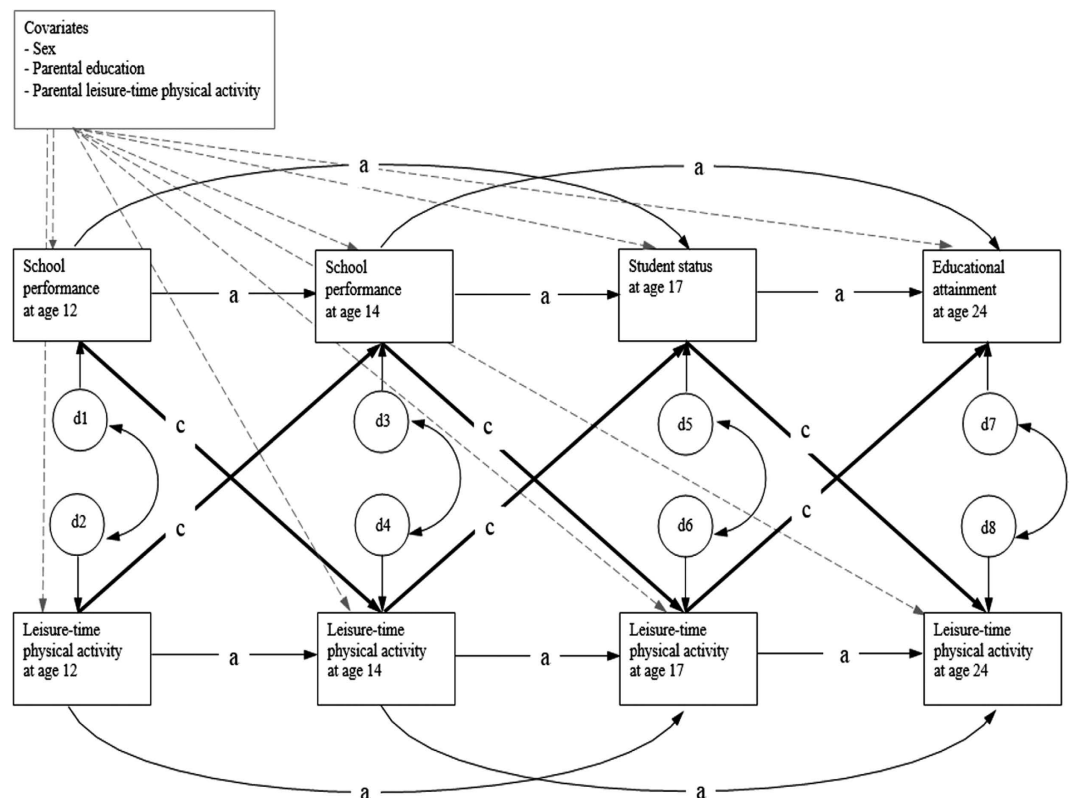 Covariates
- Sex
- Parental education
- Parental leisure-time physical activity
a
a
School
performance
at age 12
a
School
performance
at age 14
a
Student status
at age 17
a
Educational
attainment
at age 24
d1
d3
d5
d7
c
c
c
d2
d4
d6
d8
c
c
c
Leisure-time
physical activity
at age 12
a
Leisure-time
physical activity
at age 14
a
Leisure-time
physical activity
at age 17
a
Leisure-time
physical activity
at age 24
a
a